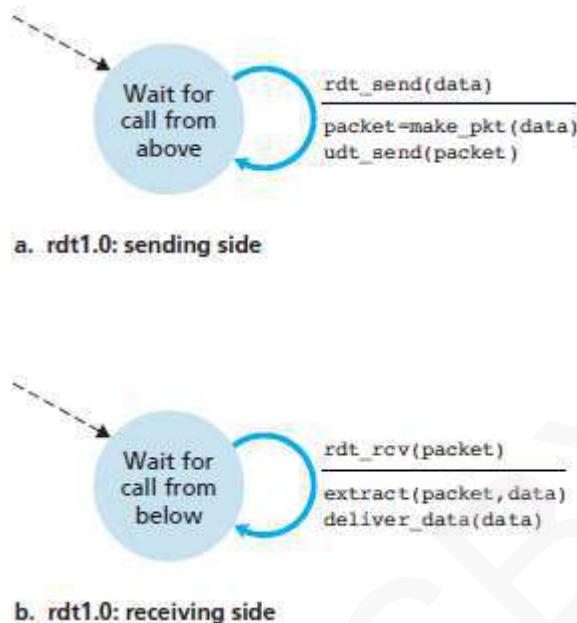 Wait for
call from
above
rdt_send(data)
packet=make_pkt(data)
udt_send(packet)
a. rdt1.0: sending side
Wait for
call from
below
rdt_rcv(packet)
extract(packet,data)
deliver_data(data)
b. rdt1.0: receiving side